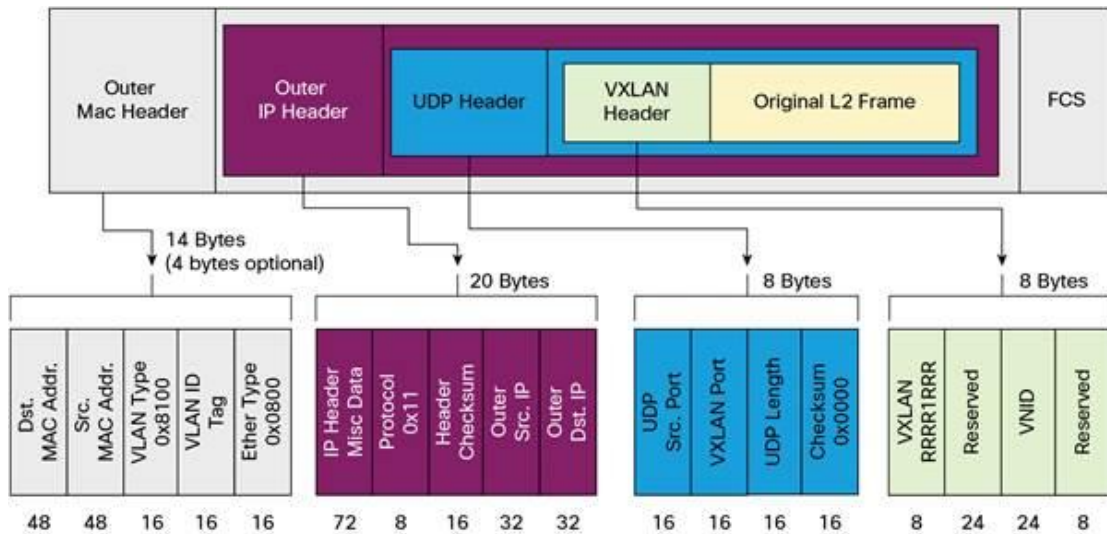 Outer
Mac Header
Outer
IP Header
UDP Header
VXLAN
Header
Original L2 Frame
FCS
14 Bytes
(4 bytes optional)
20 Bytes
8 Bytes
8 Bytes
Dst.
MAC Addr.
Src.
MAC Addr.
VLAN Type
0x8100
VLAN ID
Tag
Ether Type
0x0800
IP Header
Misc Data
Protocol
0x11
Header
Checksum
Outer
Src. IP
Outer
Dst. IP
UDP
Src. Port
VXLAN Port
UDP Length
Checksum
0x0000
VXLAN
RRRR1RRR
Reserved
VNID
Reserved
48 48 16 16 16
72 8 16 32 32
16 16 16 16
8 24 24 8